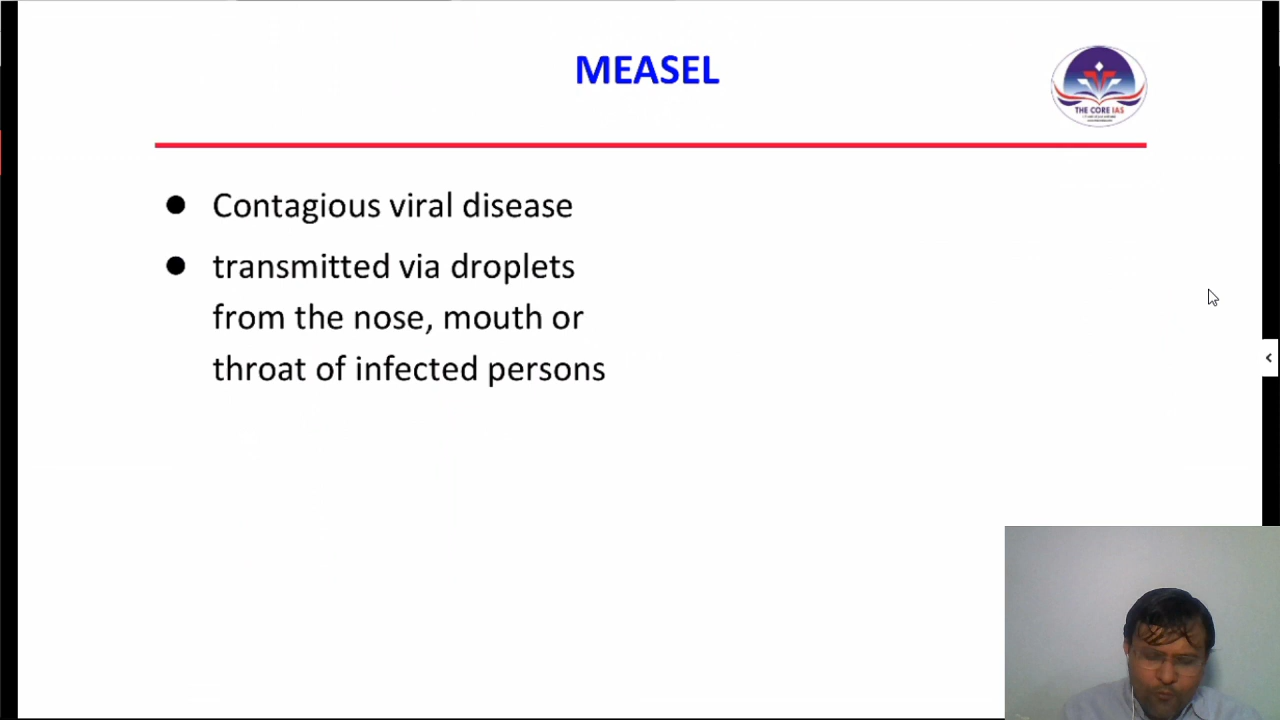 MEASEL
THE CORE IAS
● Contagious viral disease
● transmitted via droplets
from the nose, mouth or
throat of infected persons